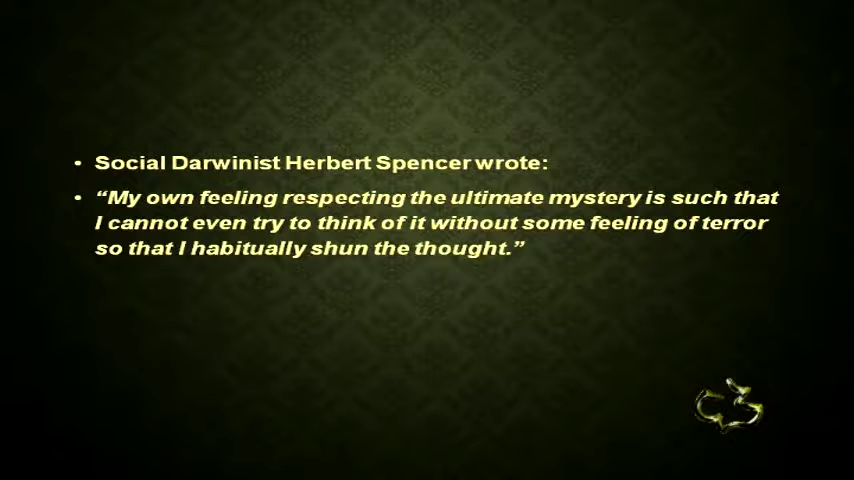 • Social Darwinist Herbert Spencer wrote:
• “My own feeling respecting the ultimate mystery is such that
I cannot even try to think of it without some feeling of terror
so that I habitually shun the thought.”
C3